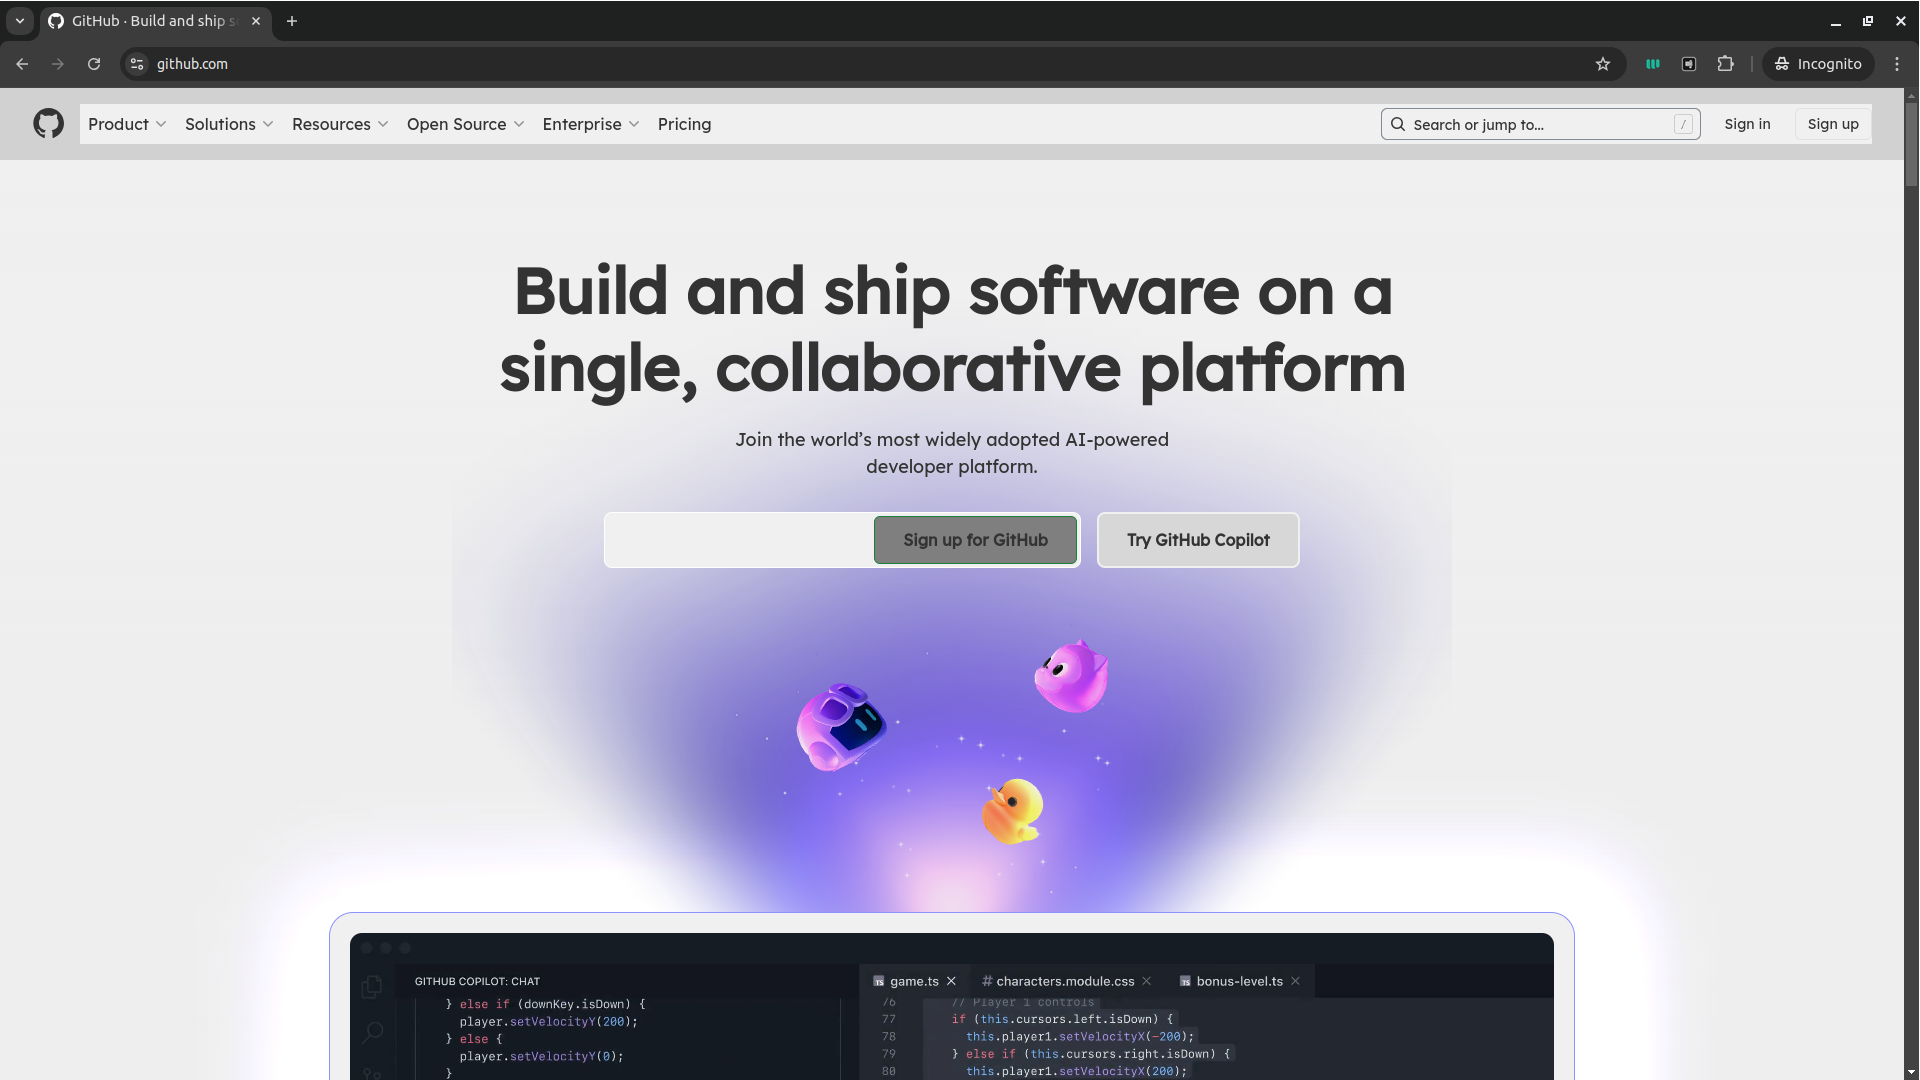 GitHub · Build and ship s
github.com
Incognito
Product
Solutions
Resources
Open Source
Enterprise
Pricing
Search or jump to...
/
Sign in
Sign up
Build and ship software on a
single, collaborative platform
Join the world’s most widely adopted AI-powered
developer platform.
Sign up for GitHub
Try GitHub Copilot
GITHUB COPILOT: CHAT
} else if (downKey.isDown) {
player.setVelocityY(200);
} else {
player.setVelocityY(0);
}
TS game.ts
# characters.module.css
TS bonus-level.ts
76 // Player 1 controls
77 if (this.cursors.left.isDown) {
78 this.player1.setVelocityX(-200);
79 } else if (this.cursors.right.isDown) {
80 this.player1.setVelocityX(200);